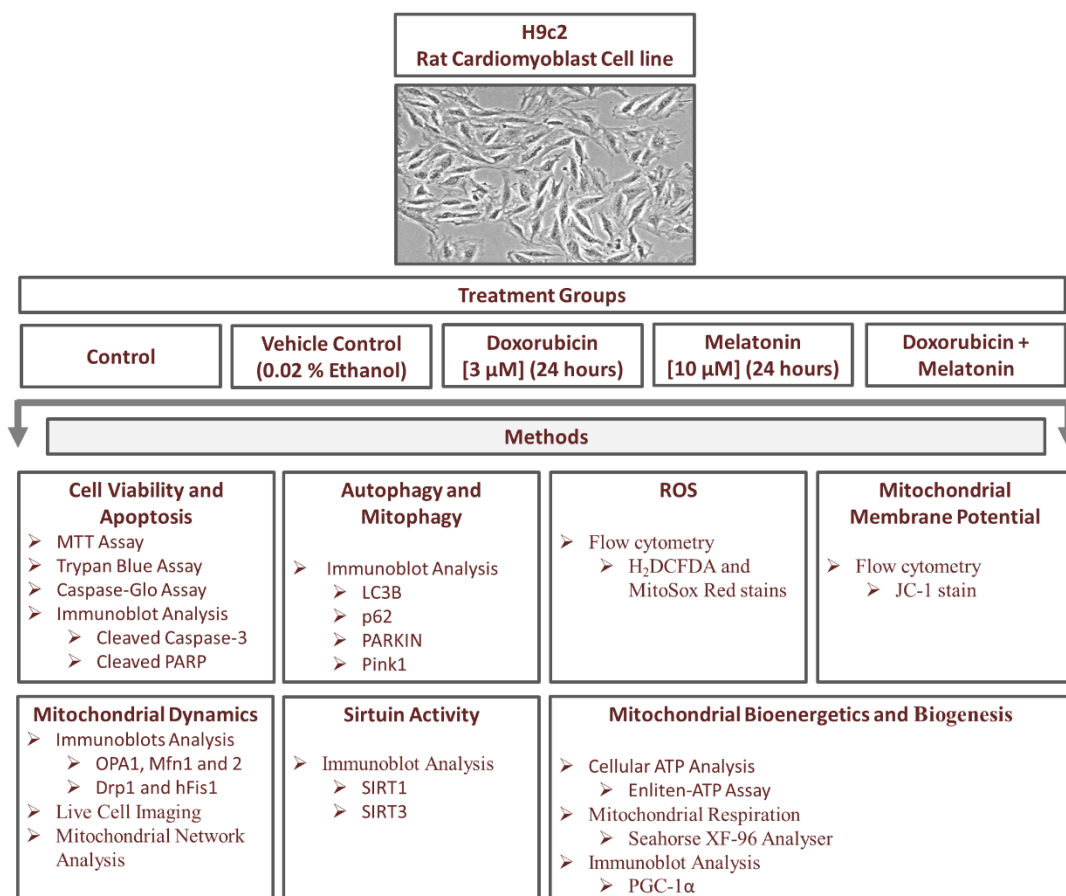 H9c2
Rat Cardiomyoblast Cell line
Treatment Groups
Control
Vehicle Control
(0.02 % Ethanol)
Doxorubicin
[3 µM] (24 hours)
Melatonin
[10 µM] (24 hours)
Doxorubicin +
Melatonin
Methods
Cell Viability and
Apoptosis
➢ MTT Assay
➢ Trypan Blue Assay
➢ Caspase-Glo Assay
➢ Immunoblot Analysis
➢ Cleaved Caspase-3
➢ Cleaved PARP
Autophagy and
Mitophagy
➢ Immunoblot Analysis
➢ LC3B
➢ p62
➢ PARKIN
➢ Pink1
ROS
➢ Flow cytometry
➢ H₂DCFDA and
MitoSox Red stains
Mitochondrial
Membrane Potential
➢ Flow cytometry
➢ JC-1 stain
Mitochondrial Dynamics
➢ Immunoblots Analysis
➢ OPA1, Mfn1 and 2
➢ Drp1 and hFis1
➢ Live Cell Imaging
➢ Mitochondrial Network
Analysis
Sirtuin Activity
➢ Immunoblot Analysis
➢ SIRT1
➢ SIRT3
Mitochondrial Bioenergetics and Biogenesis
➢ Cellular ATP Analysis
➢ Enliten-ATP Assay
➢ Mitochondrial Respiration
➢ Seahorse XF-96 Analyser
➢ Immunoblot Analysis
➢ PGC-1α